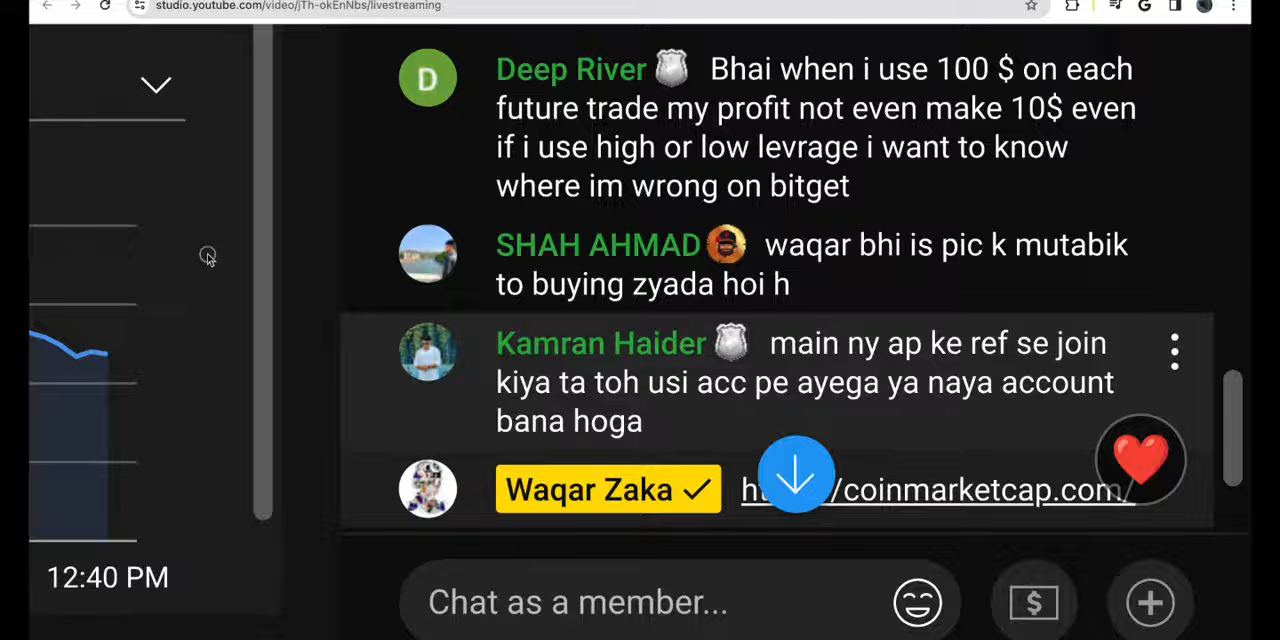 studio.youtube.com/video/jTh-okEnNbs/livestreaming
D
Deep River Bhai when i use 100 $ on each
future trade my profit not even make 10$ even
if i use high or low levrage i want to know
where im wrong on bitget
SHAH AHMAD waqar bhi is pic k mutabik
to buying zyada hoi h
Kamran Haider main ny ap ke ref se join
kiya ta toh usi acc pe ayega ya naya account
bana hoga
Waqar Zaka /coinmarketcap.com/
12:40 PM
Chat as a member...